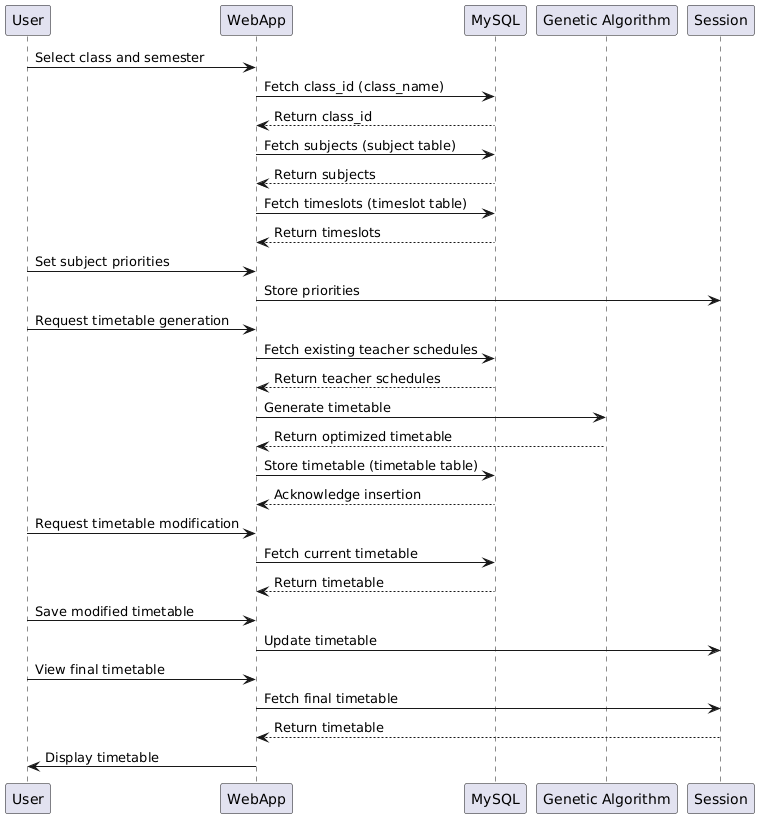 User WebApp MySQL Genetic Algorithm Session
Select class and semester
Fetch class_id (class_name)
Return class_id
Fetch subjects (subject table)
Return subjects
Fetch timeslots (timeslot table)
Return timeslots
Set subject priorities
Store priorities
Request timetable generation
Fetch existing teacher schedules
Return teacher schedules
Generate timetable
Return optimized timetable
Store timetable (timetable table)
Acknowledge insertion
Request timetable modification
Fetch current timetable
Return timetable
Save modified timetable
Update timetable
View final timetable
Fetch final timetable
Return timetable
Display timetable
User WebApp MySQL Genetic Algorithm Session